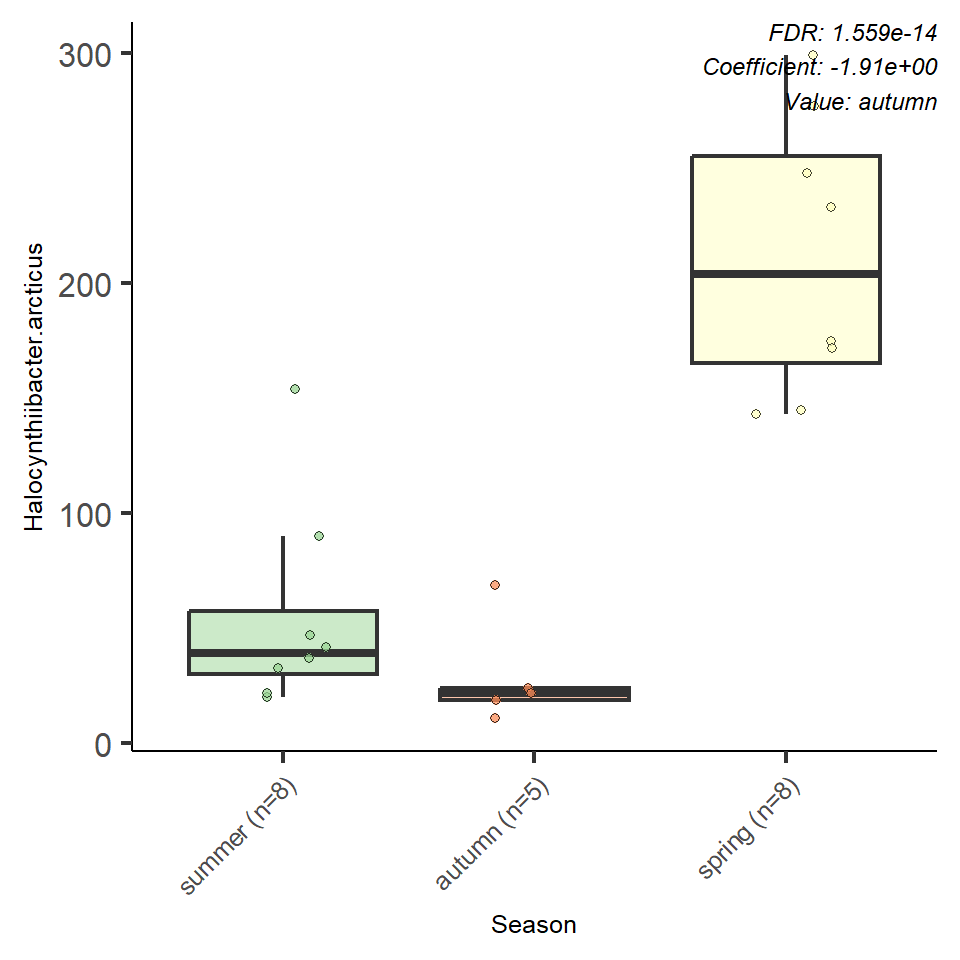 FDR: 1.559e-14
Coefficient: -1.91e+00
Value: autumn
300
200
100
0
Halocynthiibacter.arcticus
summer (n=8)
autumn (n=5)
spring (n=8)
Season